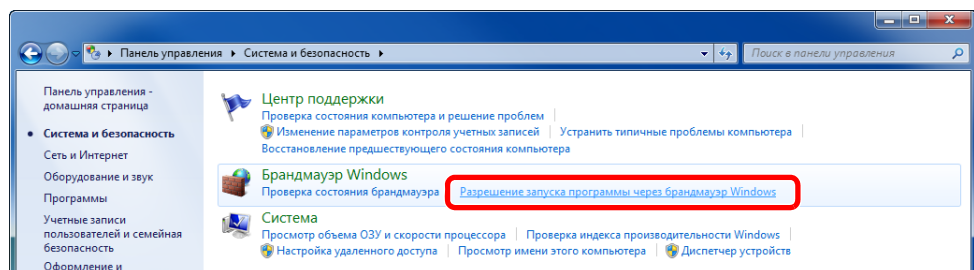 Панель управления ▸ Система и безопасность ▸
Поиск в панели управления
Панель управления -
домашняя страница
Система и безопасность
Сеть и Интернет
Оборудование и звук
Программы
Учетные записи
пользователей и семейная
безопасность
Оформление и
Центр поддержки
Проверка состояния компьютера и решение проблем
Изменение параметров контроля учетных записей Устранить типичные проблемы компьютера
Восстановление предшествующего состояния компьютера
Брандмауэр Windows
Проверка состояния брандмауэра Разрешение запуска программы через брандмауэр Windows
Система
Просмотр объема ОЗУ и скорости процессора Проверка индекса производительности Windows
Настройка удаленного доступа Просмотр имени этого компьютера Диспетчер устройств